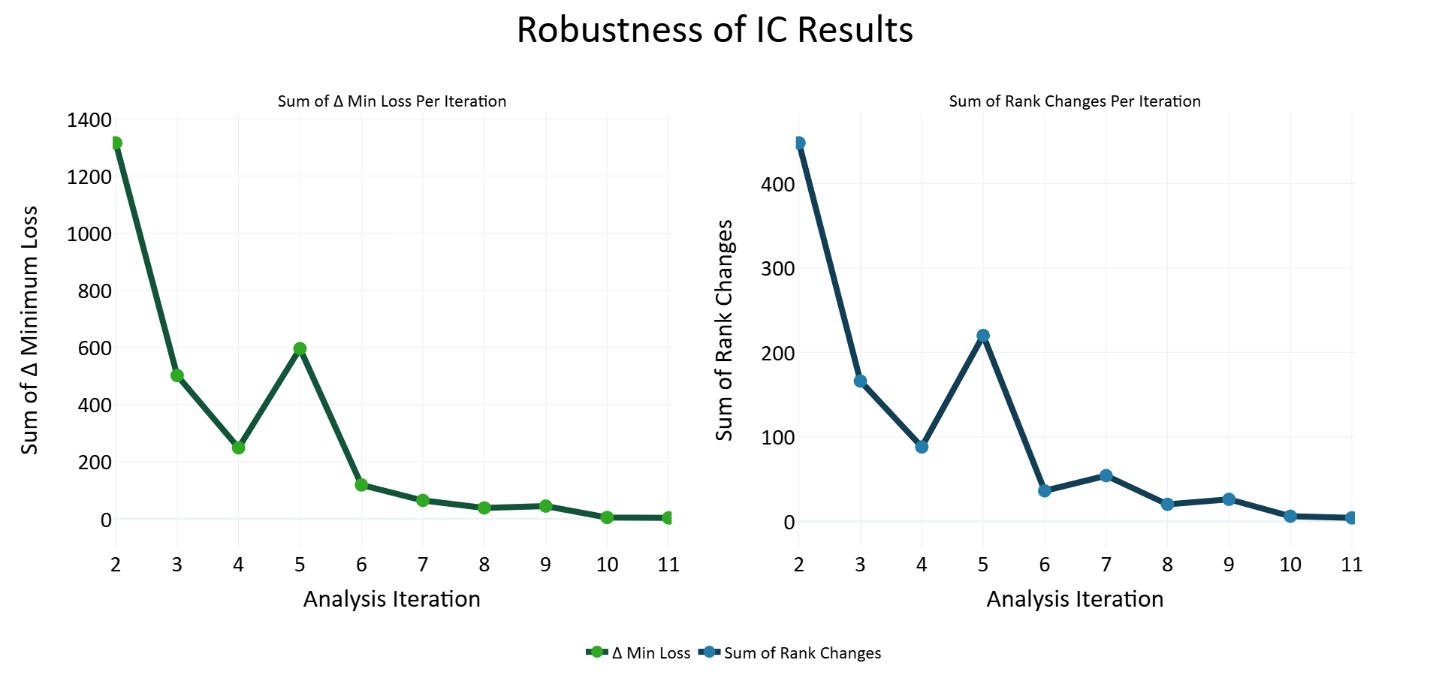 Robustness of IC Results
Sum of Δ Min Loss Per Iteration
1400
1200
1000
800
600
400
200
0
Sum of Δ Minimum Loss
2 3 4 5 6 7 8 9 10 11
Analysis Iteration
Sum of Rank Changes Per Iteration
400
300
200
100
0
Sum of Rank Changes
2 3 4 5 6 7 8 9 10 11
Analysis Iteration
Δ Min Loss Sum of Rank Changes